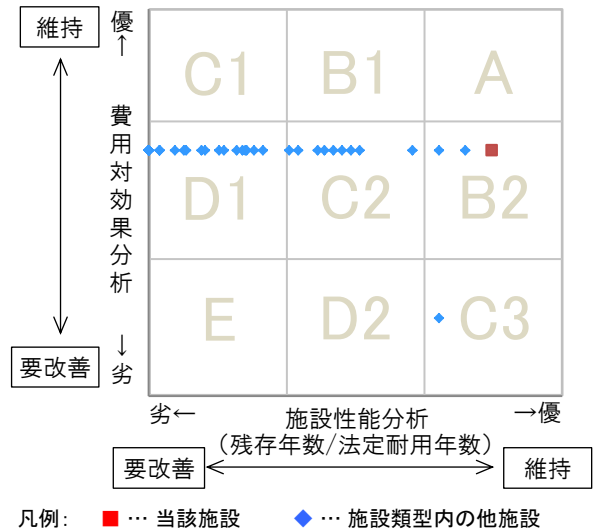 維持
優
↑
C1 B1 A
費用対効果分析
D1 C2 B2
E D2 C3
↓
劣
要改善
劣← 施設性能分析 →優
（残存年数/法定耐用年数）
要改善 維持
凡例： ■ … 当該施設 ◆ … 施設類型内の他施設